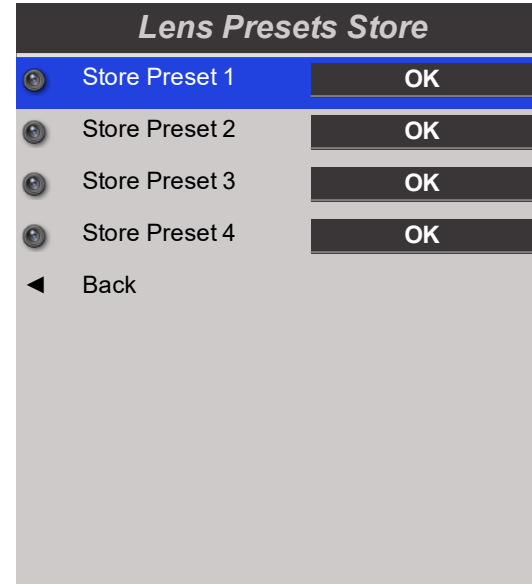 Lens Presets Store
Store Preset 1 OK
Store Preset 2 OK
Store Preset 3 OK
Store Preset 4 OK
Back